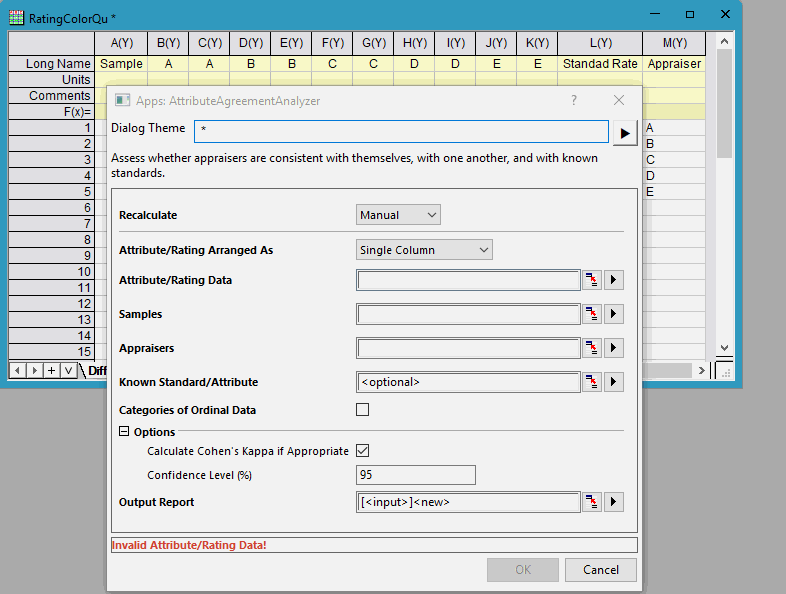 RatingColorQu *
A(Y) B(Y) C(Y) D(Y) E(Y) F(Y) G(Y) H(Y) I(Y) J(Y) K(Y) L(Y) M(Y)
Long Name Sample A A B B C C D D E E Standad Rate Appraiser
Units
Comments
F(x)=
1 A
2 B
3 C
4 D
5 E
6
7
8
9
10
11
12
13
14
15
Diff
Apps: AttributeAgreementAnalyzer ?
Dialog Theme *
Assess whether appraisers are consistent with themselves, with one another, and with known
standards.
Recalculate Manual
Attribute/Rating Arranged As Single Column
Attribute/Rating Data
Samples
Appraisers
Known Standard/Attribute <optional>
Categories of Ordinal Data
Options
Calculate Cohen's Kappa if Appropriate
Confidence Level (%) 95
Output Report [<input>]<new>
Invalid Attribute/Rating Data!
OK Cancel